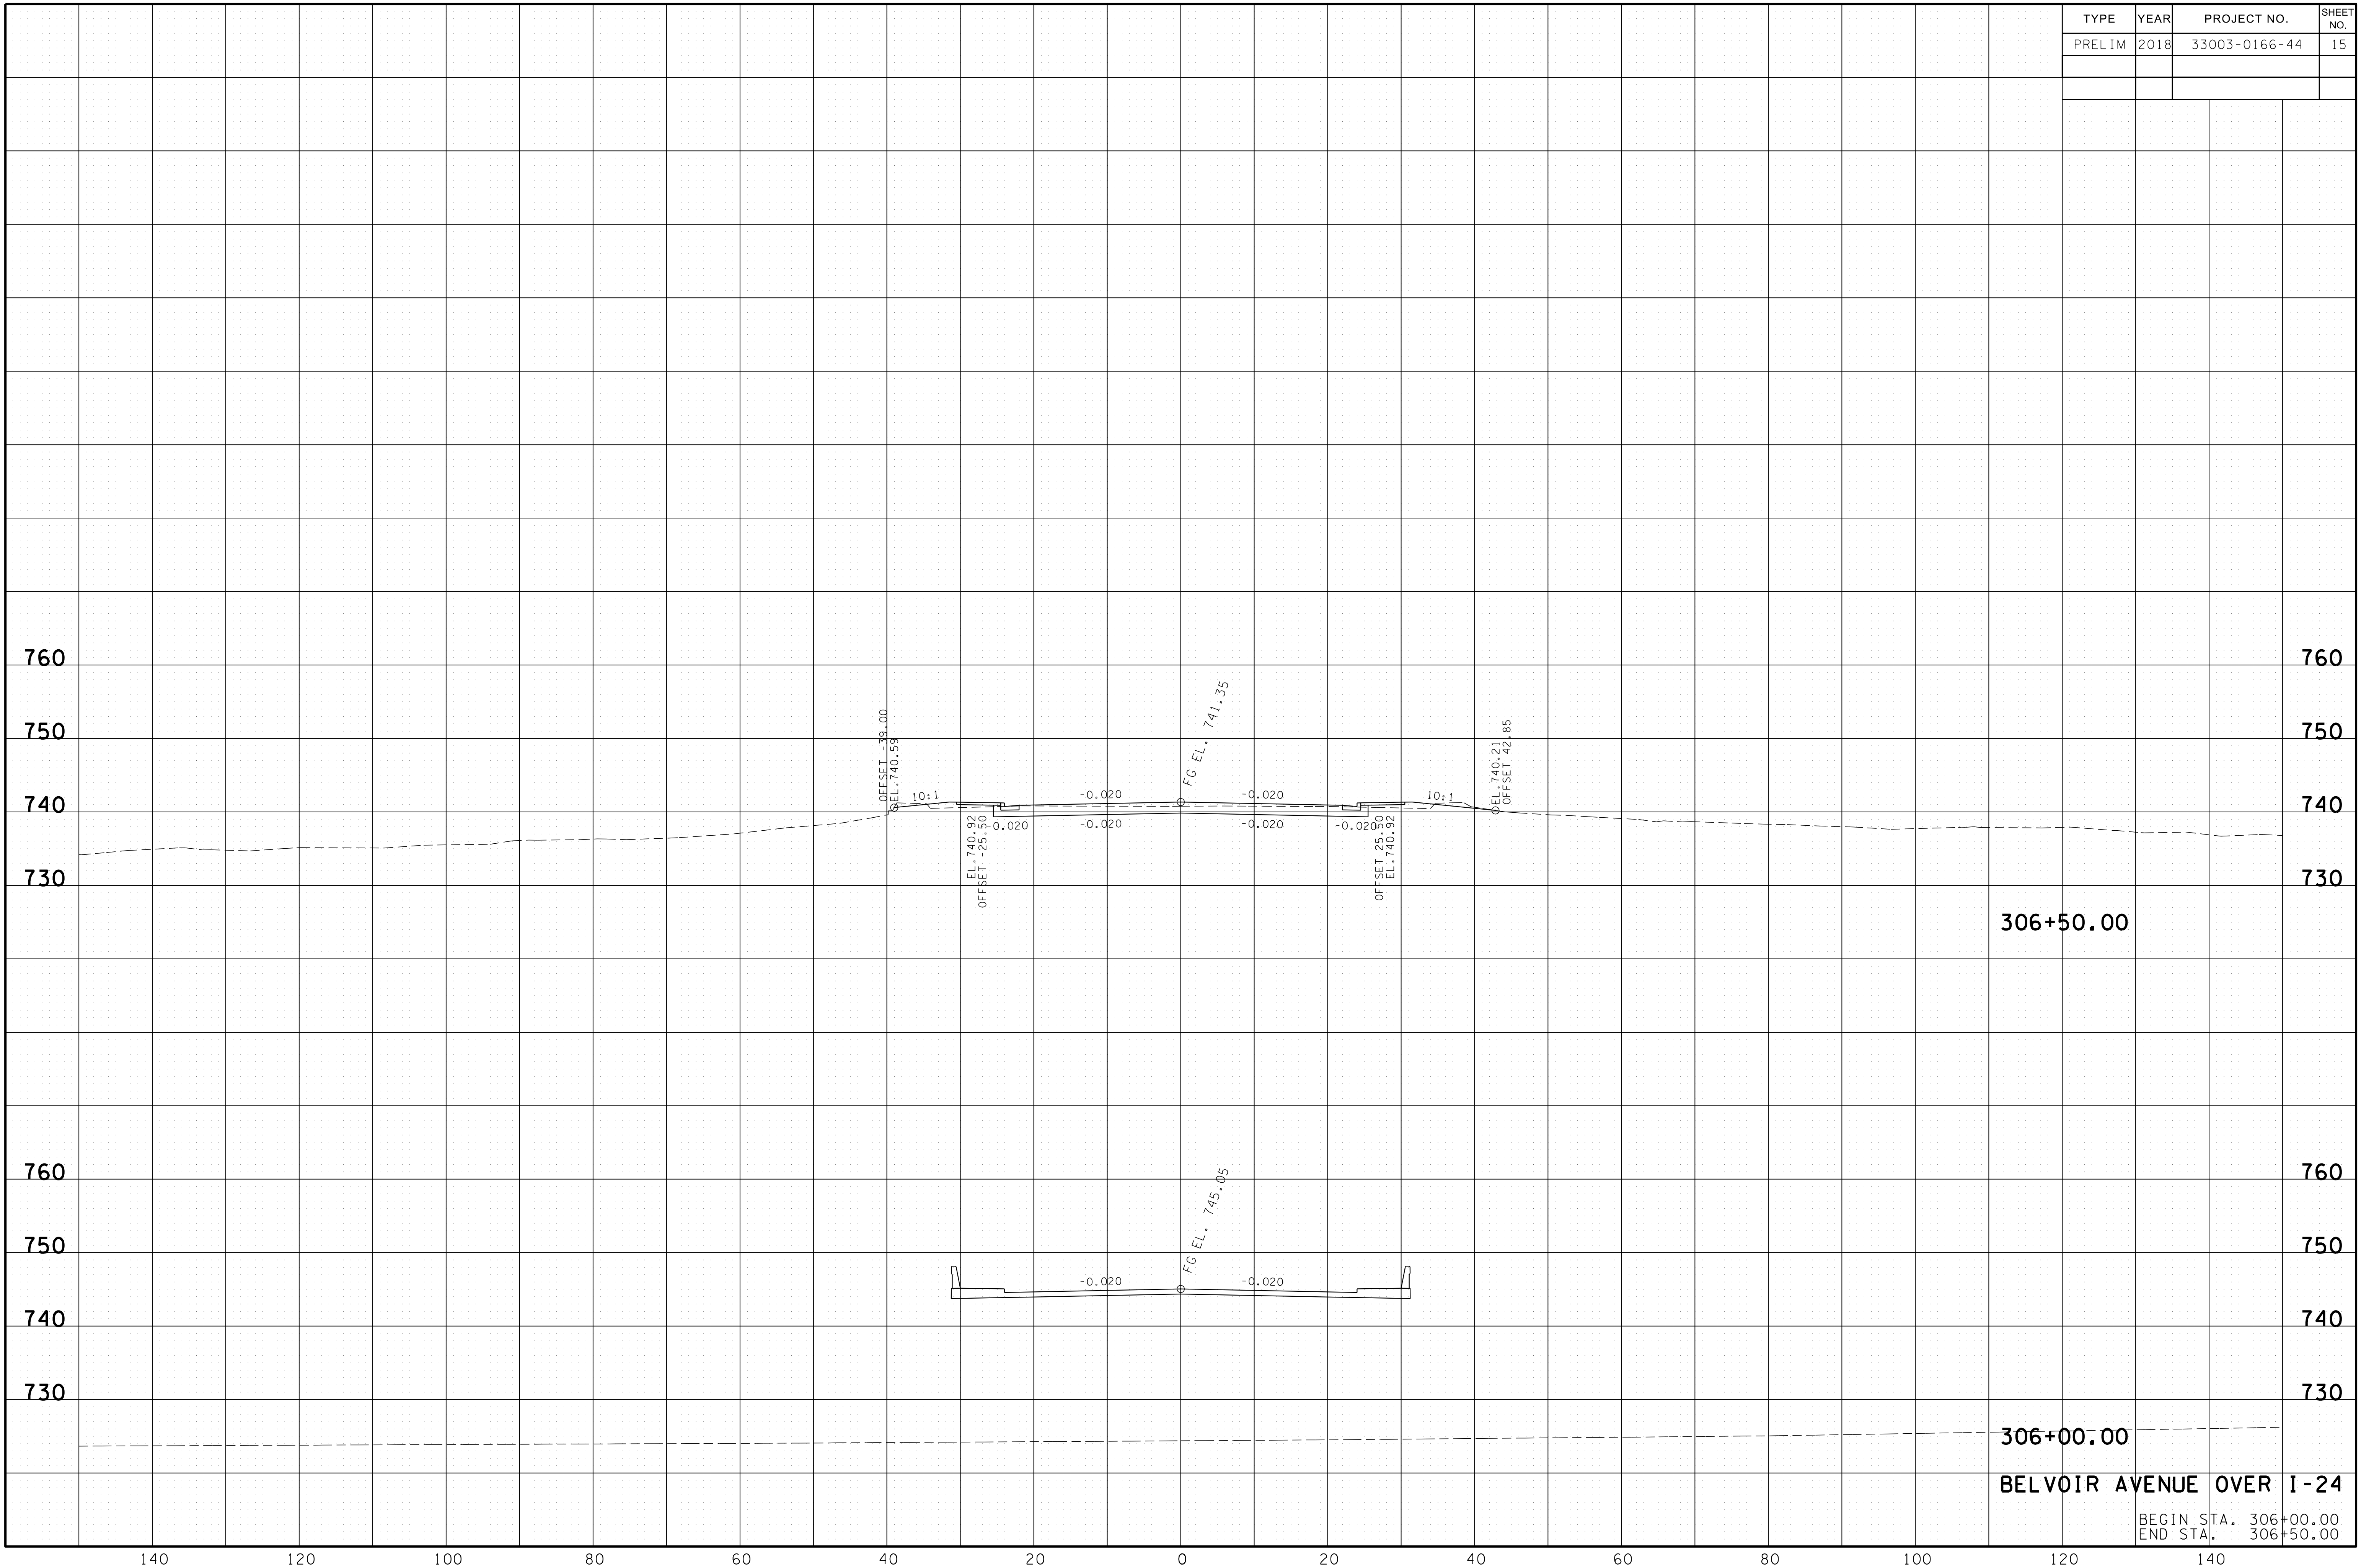 TYPE YEAR PROJECT NO. SHEET NO.
PRELIM 2018 33003-0166-44 15
760 760
750 750
740 740
730 730
OFFSET -39.00
EL.740.59
10:1
-0.020
FG EL. 741.35
-0.020
10:1
EL.740.21
OFFSET 42.85
-0.020
-0.020
-0.020
-0.020
EL.740.92
OFFSET -25.50
OFFSET 25.50
EL.740.92
306+50.00
760 760
750 750
740 740
730 730
-0.020
FG EL. 745.05
-0.020
306+00.00
BELVOIR AVENUE OVER I-24
BEGIN STA. 306+00.00
END STA. 306+50.00
140 120 100 80 60 40 20 0 20 40 60 80 100 120 140